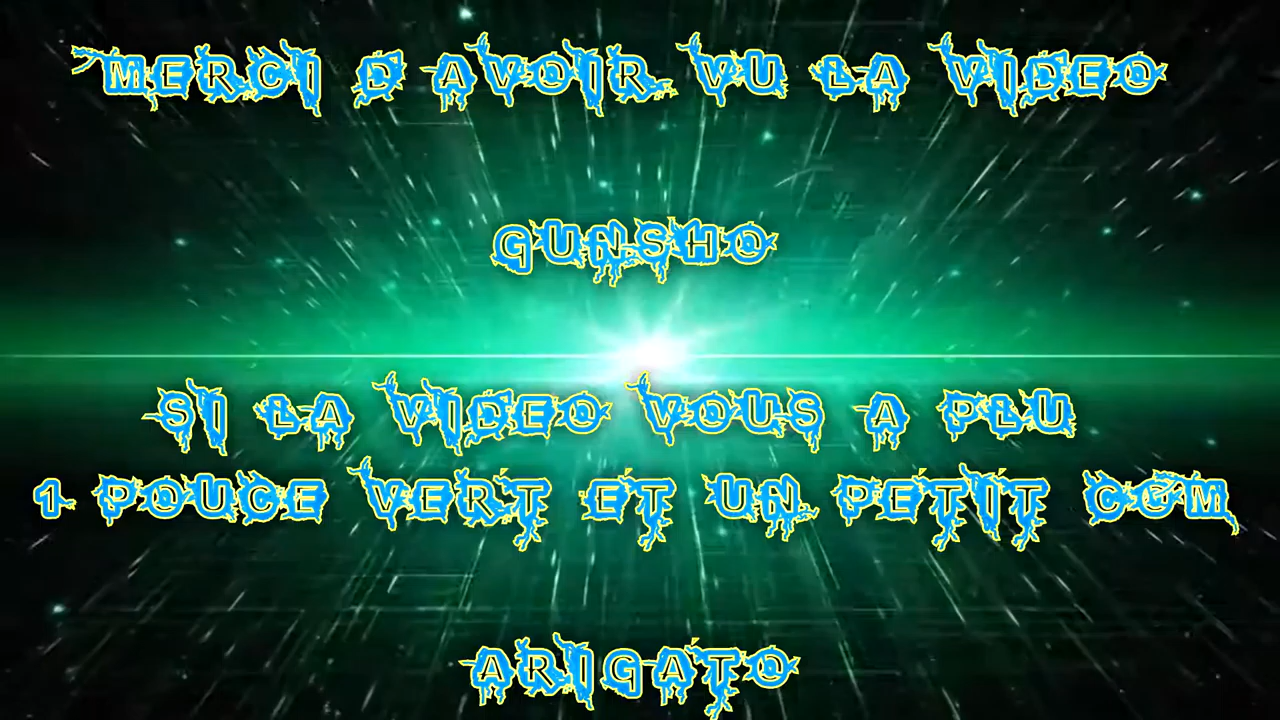 MERCI D AVOIR VU LA VIDEO
GUNSHO
SI LA VIDEO VOUS A PLU
1 POUCE VERT ET UN PETIT COM
ARIGATO